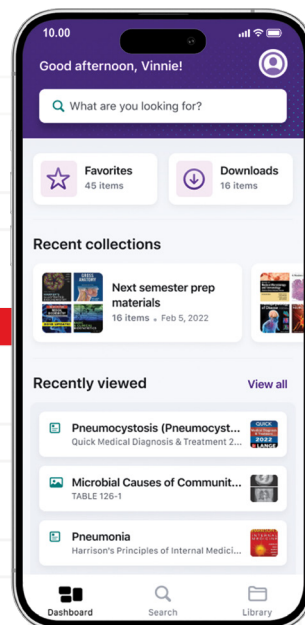 10.00
Good afternoon, Vinnie!
What are you looking for?
Favorites
45 items
Downloads
16 items
Recent collections
Next semester prep
materials
16 items • Feb 5, 2022
Recently viewed
View all
Pneumocystosis (Pneumocyst...
Quick Medical Diagnosis & Treatment 2...
QUICK
2022
LANGE
Microbial Causes of Communit...
TABLE 126-1
Pneumonia
Harrison's Principles of Internal Medici...
Dashboard
Search
Library